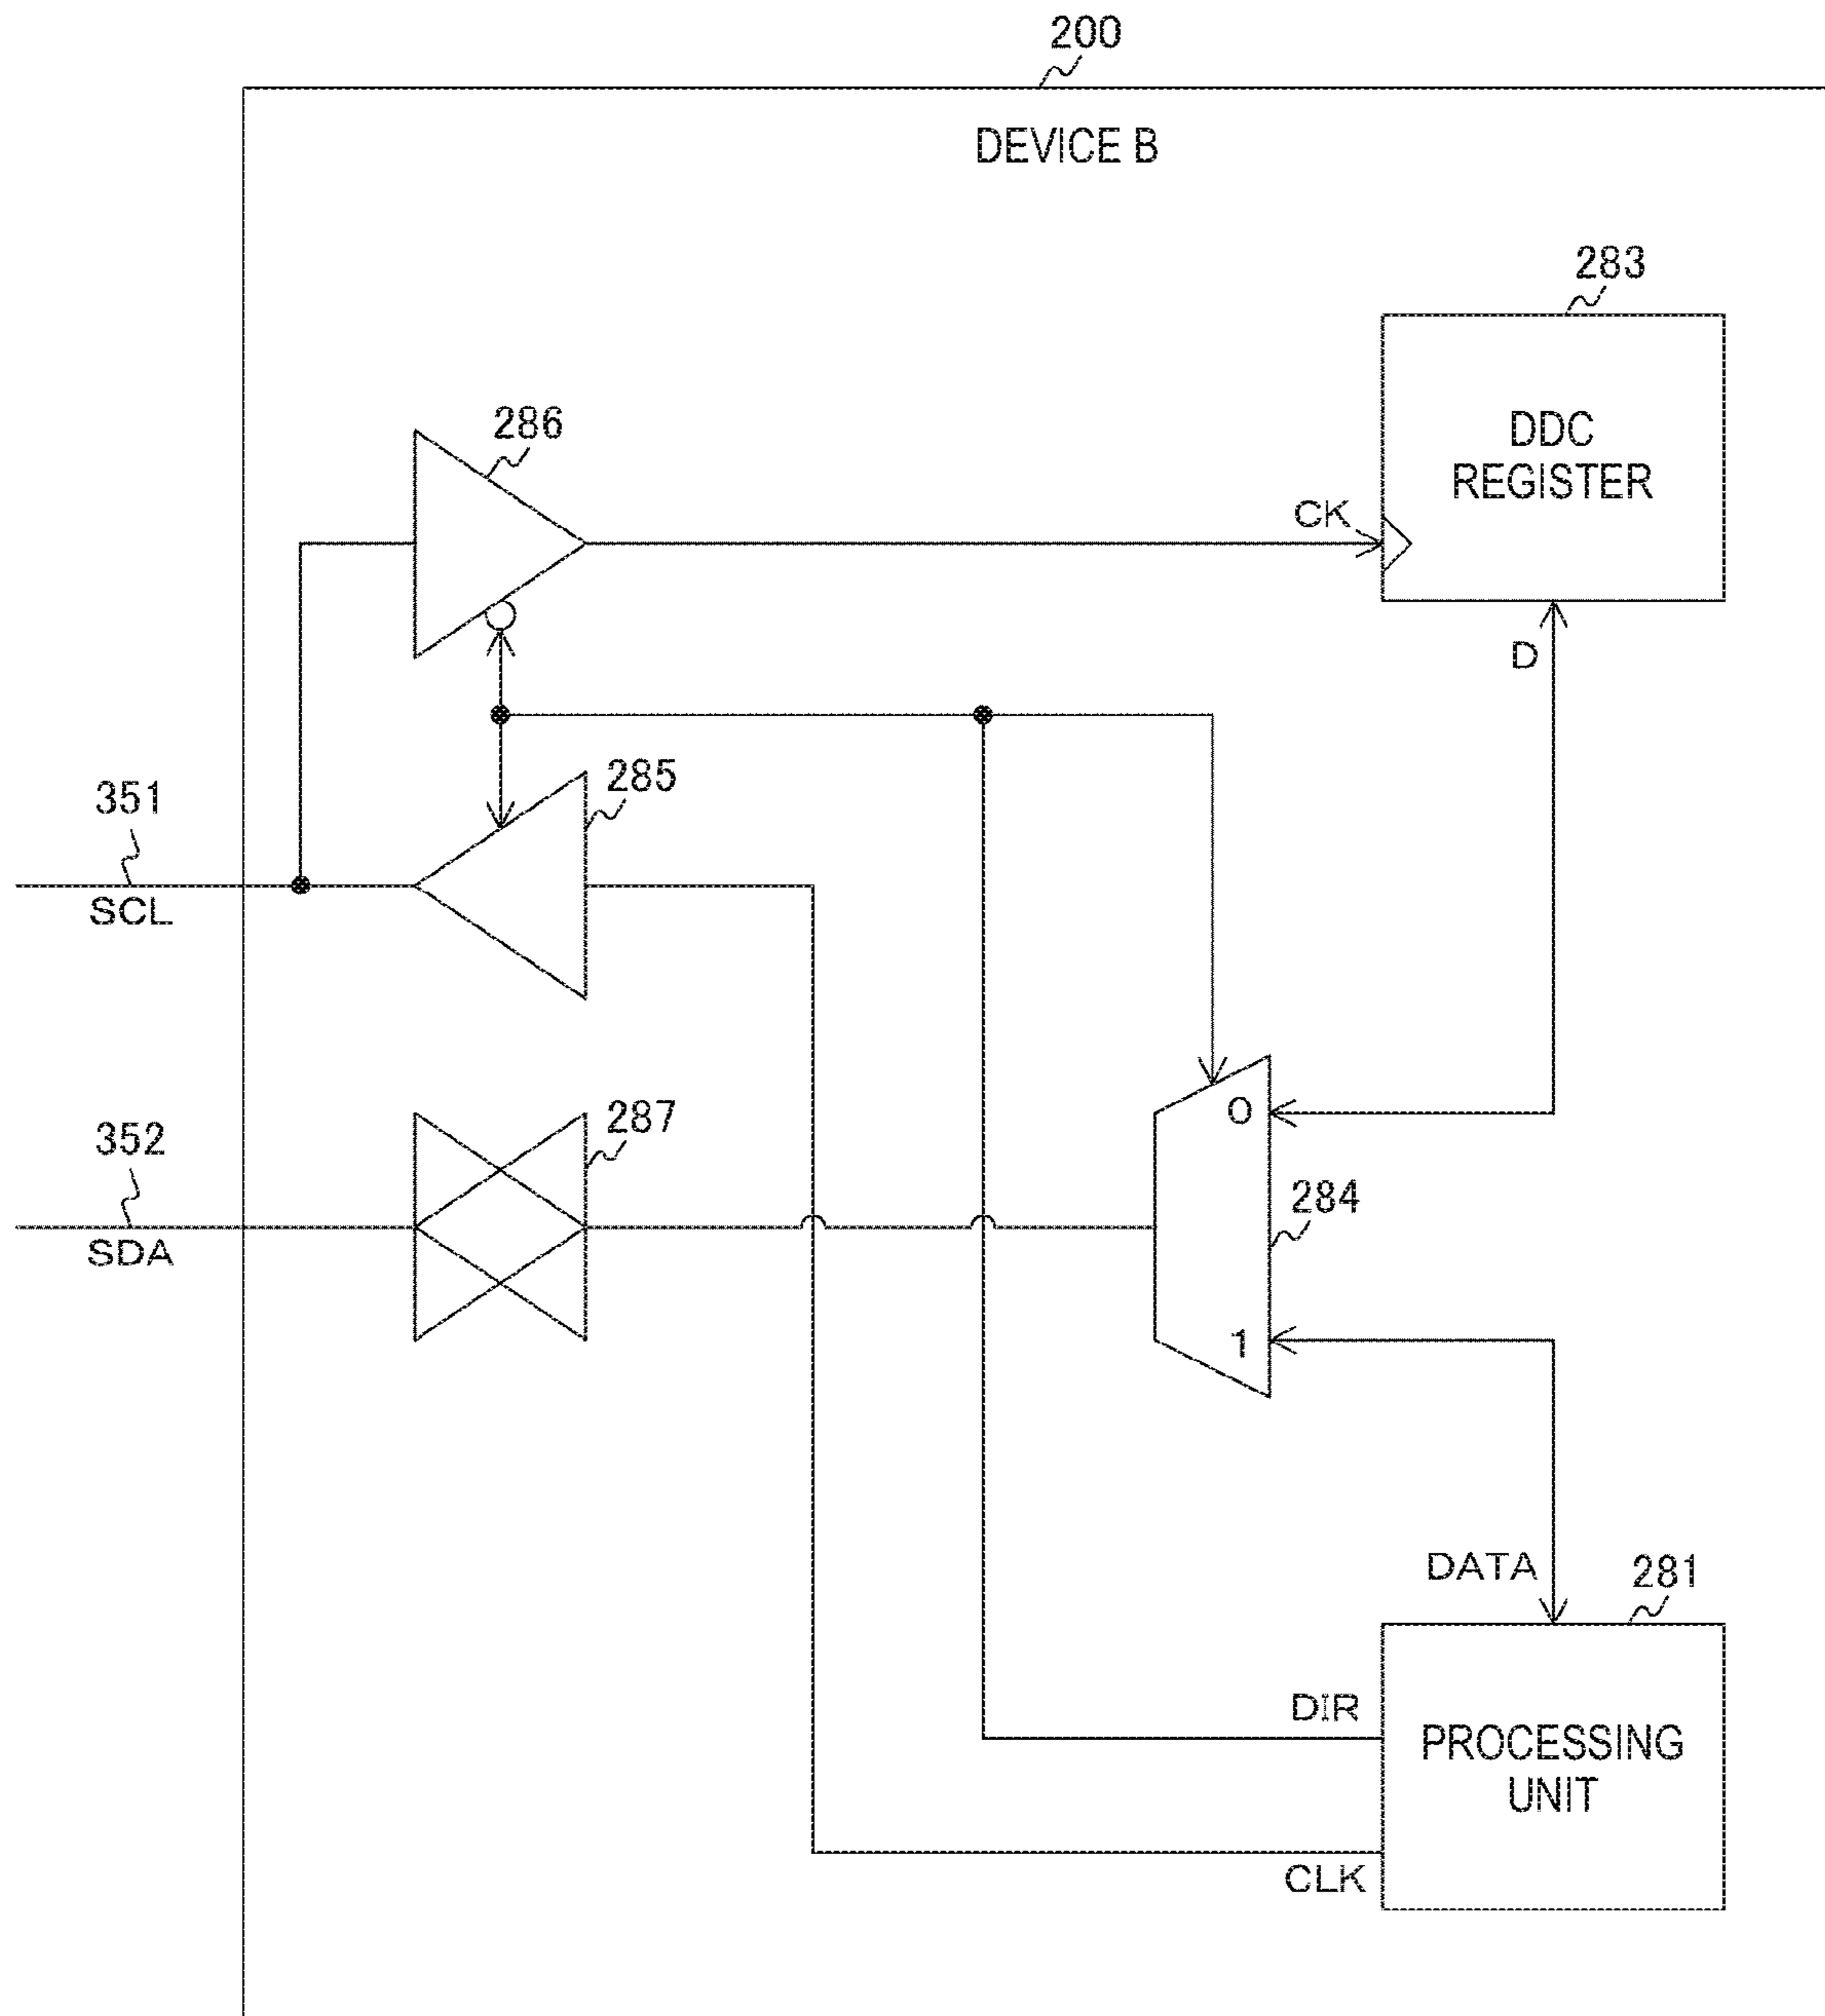 200
DEVICE B
283
286
DDC
REGISTER
CK
D
285
351
SCL
0
287
352
284
SDA
1
DATA
281
DIR
PROCESSING
UNIT
CLK